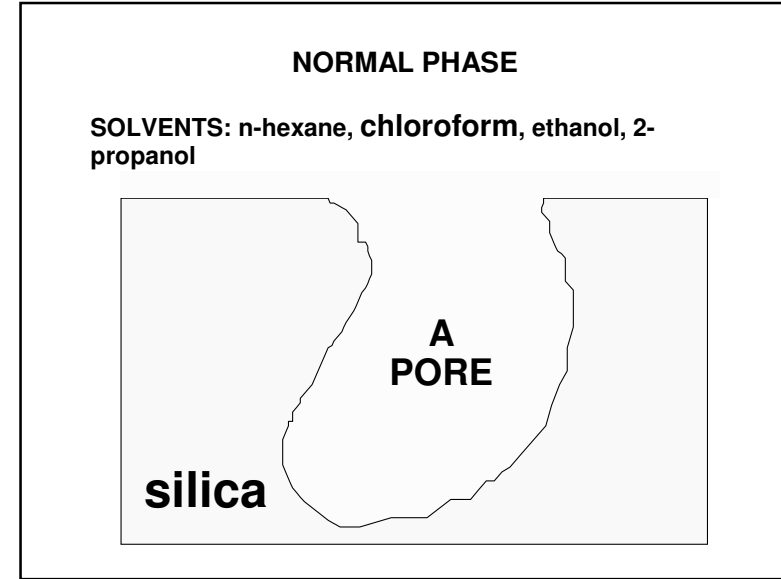 NORMAL PHASE
SOLVENTS: n-hexane, chloroform, ethanol, 2-
propanol
A
PORE
silica